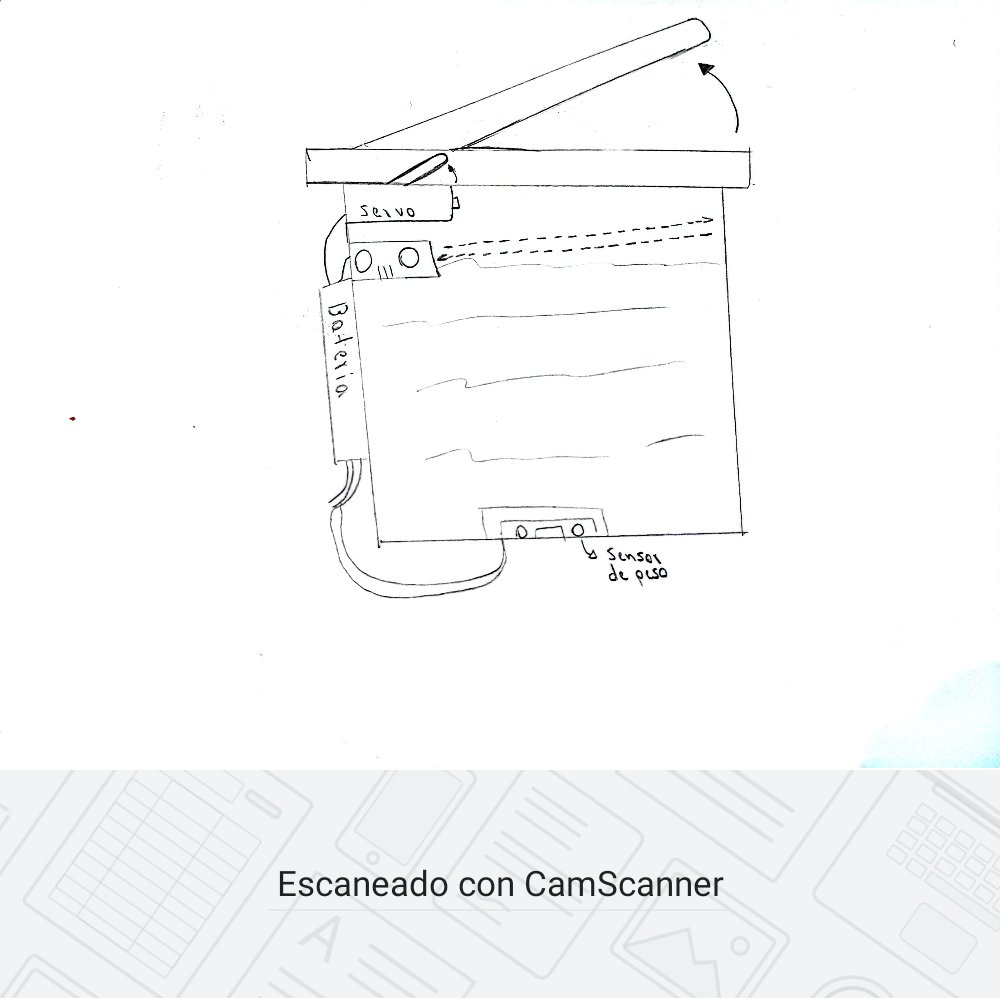 servo
Bateria
sensor
de peso
Escaneado con CamScanner